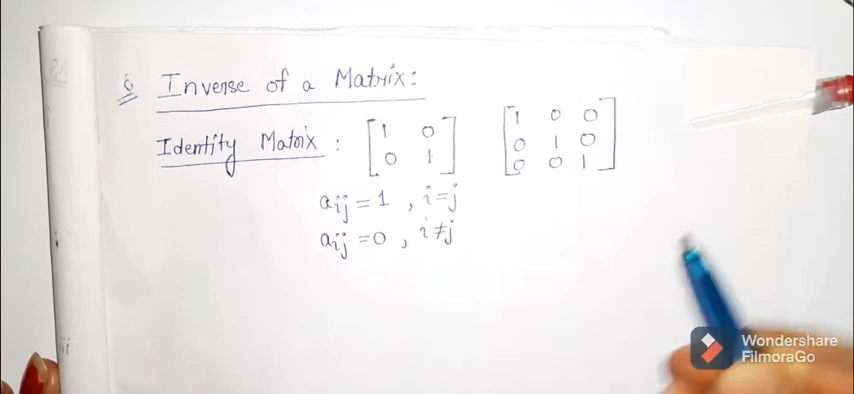 § Inverse of a Matrix:
Identity Matrix : [1 0 0 1] [1 0 0 0 1 0 0 0 1]
aij = 1 , i=j
aij = 0 , i≠j
Wondershare
FilmoraGo